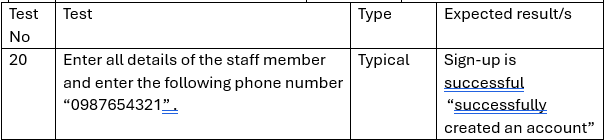 Test No
Test
Type
Expected result/s
20
Enter all details of the staff member
and enter the following phone number
“0987654321” .
Typical
Sign-up is
successful
“successfully
created an account”